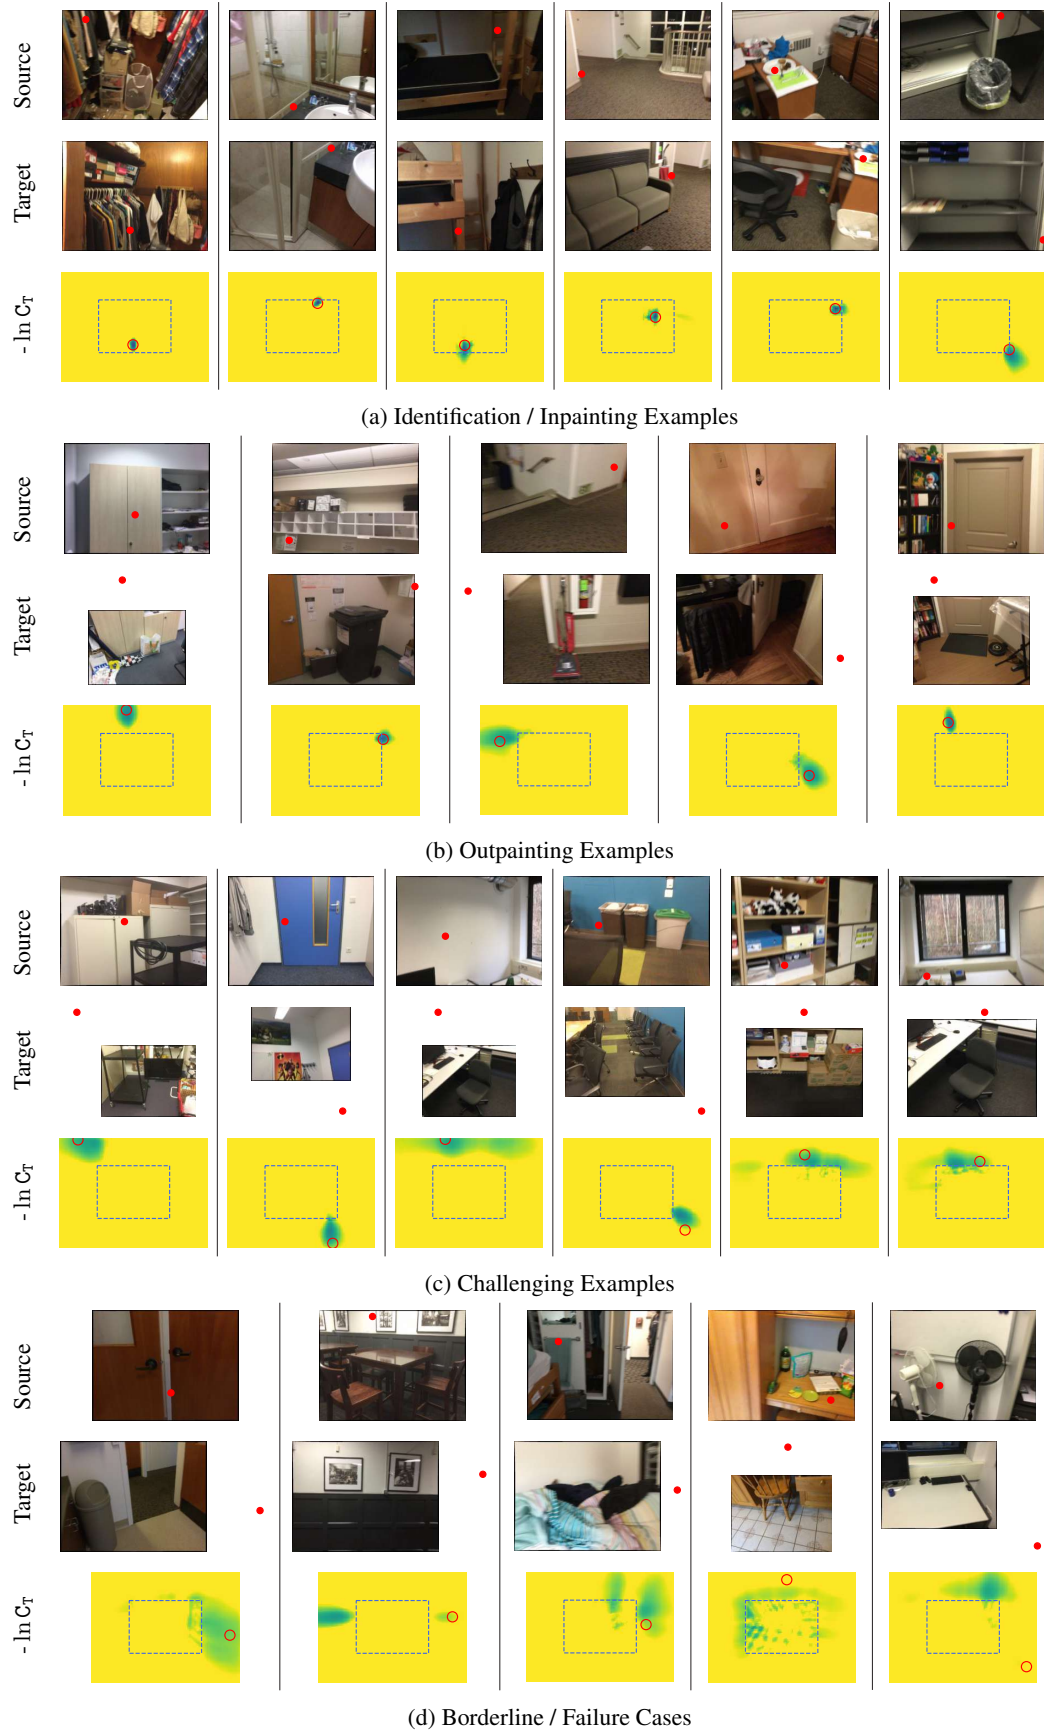 Source
Target
- ln C_T
(a) Identification / Inpainting Examples
Source
Target
- ln C_T
(b) Outpainting Examples
Source
Target
- ln C_T
(c) Challenging Examples
Source
Target
- ln C_T
(d) Borderline / Failure Cases